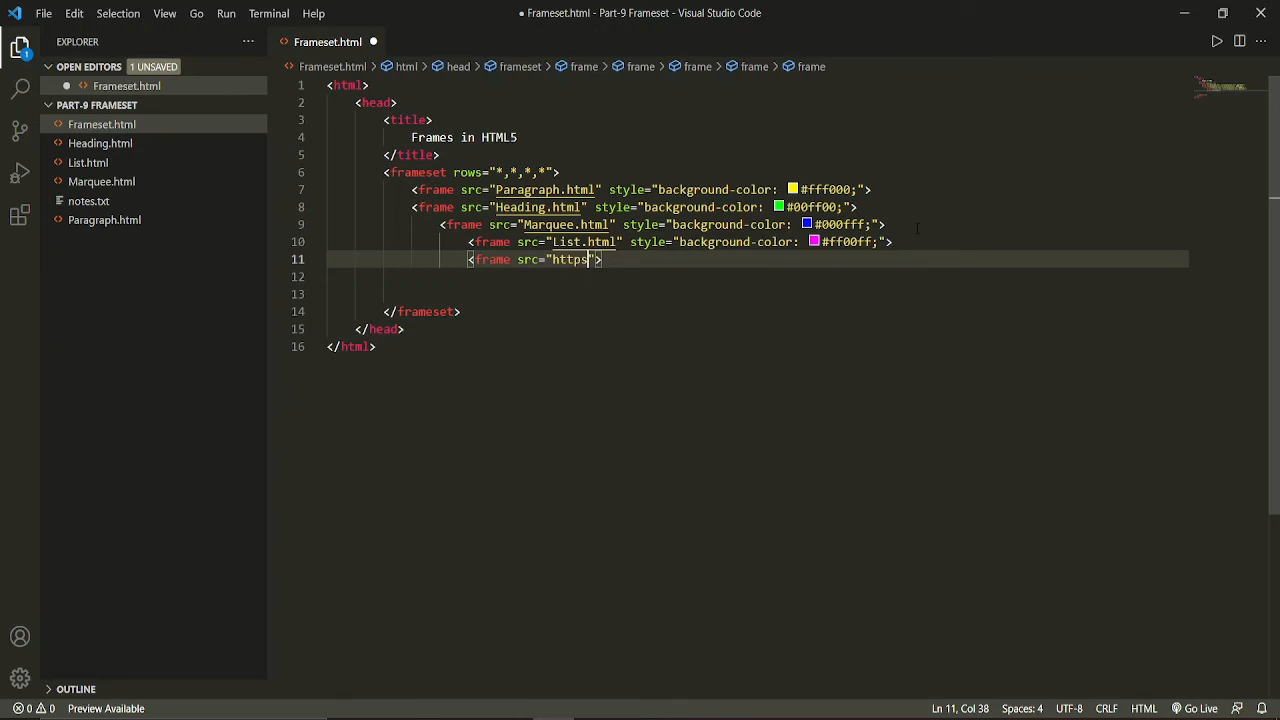 File Edit Selection View Go Run Terminal Help
● Frameset.html - Part-9 Frameset - Visual Studio Code
EXPLORER
Frameset.html
OPEN EDITORS 1 UNSAVED
Frameset.html > html > head > frameset > frame > frame > frame > frame > frame
1
Frameset.html
PART-9 FRAMESET
Frameset.html
Heading.html
List.html
Marquee.html
notes.txt
Paragraph.html
1 <html>
2 <head>
3 <title>
4 Frames in HTML5
5 </title>
6 <frameset rows="*,*,*,*">
7 <frame src="Paragraph.html" style="background-color: #fff000;">
8 <frame src="Heading.html" style="background-color: #00ff00;">
9 <frame src="Marquee.html" style="background-color: #000fff;">
10 <frame src="List.html" style="background-color: #ff00ff;">
11 <frame src="https">
12
13
14 </frameset>
15 </head>
16 </html>
OUTLINE
0 0 Preview Available
Ln 11, Col 38 Spaces: 4 UTF-8 CRLF HTML Go Live